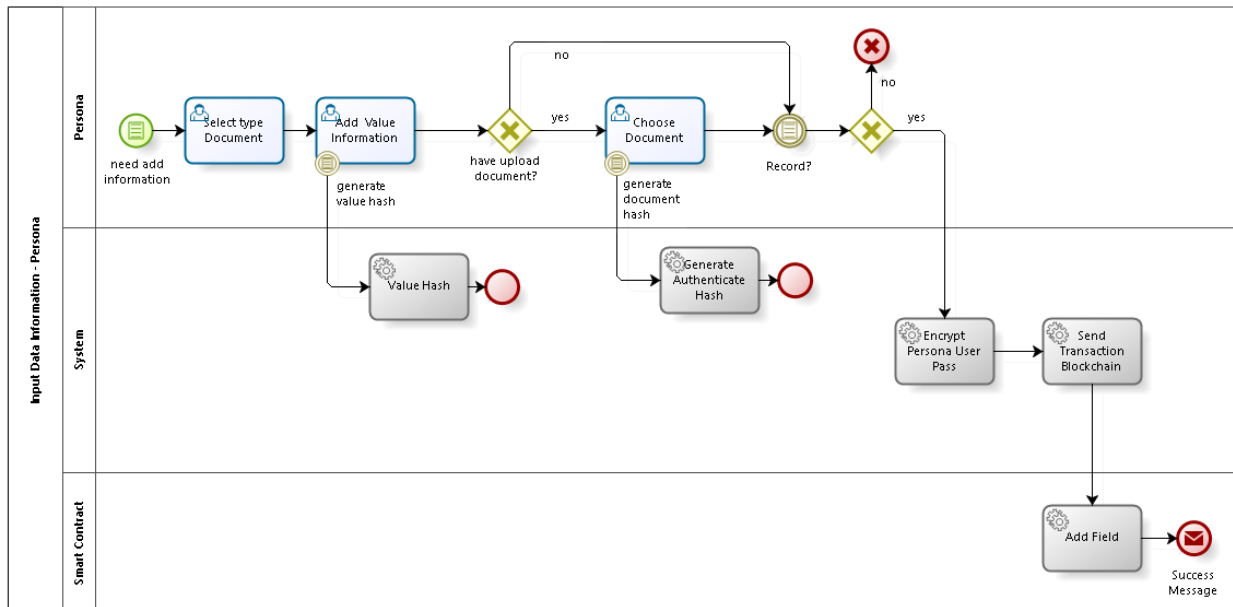 Input Data Information - Persona
Persona
need add
information
Select type
Document
Add Value
Information
generate
value hash
have upload
document?
no
yes
Choose
Document
generate
document
hash
Record?
no
yes
System
Value Hash
Generate
Authenticate
Hash
Encrypt
Persona User
Pass
Send
Transaction
Blockchain
Smart Contract
Add Field
Success
Message